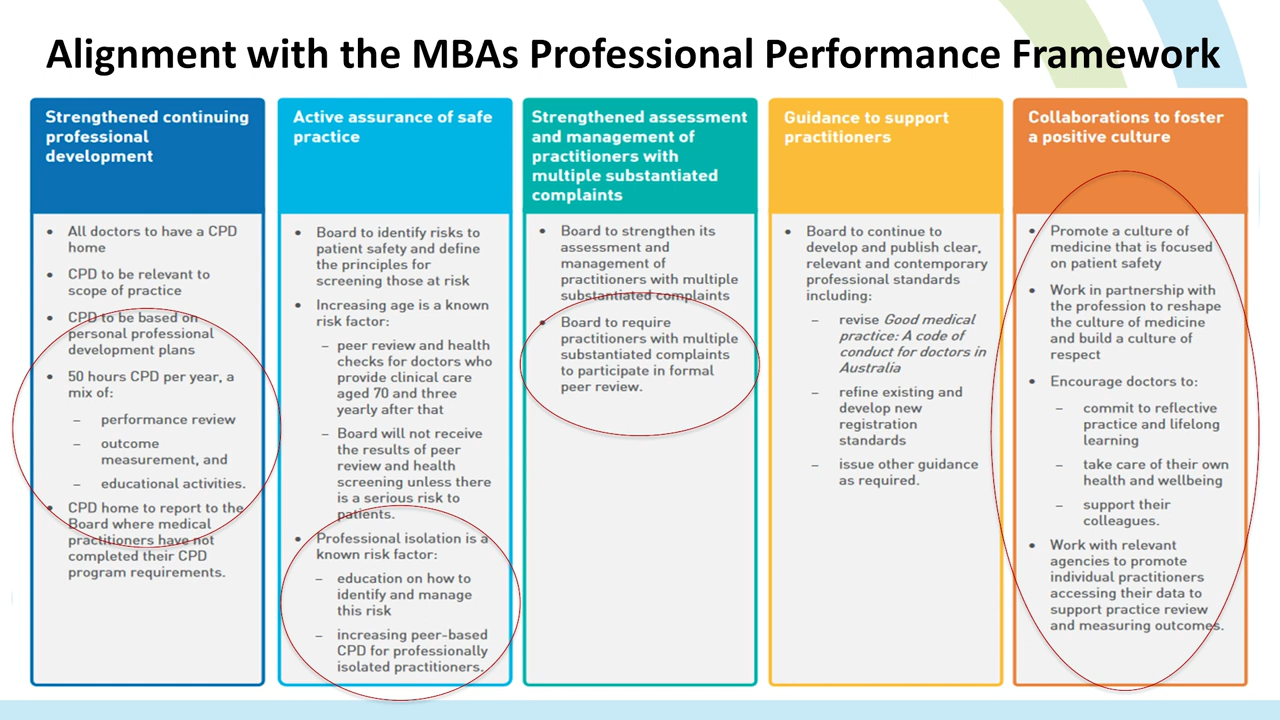 Alignment with the MBAs Professional Performance Framework
Strengthened continuing
professional
development
• All doctors to have a CPD
home
• CPD to be relevant to
scope of practice
• CPD to be based on
personal professional
development plans
• 50 hours CPD per year, a
mix of:
– performance review
– outcome
measurement, and
– educational activities.
• CPD home to report to the
Board where medical
practitioners have not
completed their CPD
program requirements.
Active assurance of safe
practice
• Board to identify risks to
patient safety and define
the principles for
screening those at risk
• Increasing age is a known
risk factor:
– peer review and health
checks for doctors who
provide clinical care
aged 70 and three
yearly after that
– Board will not receive
the results of peer
review and health
screening unless there
is a serious risk to
patients.
• Professional isolation is a
known risk factor:
– education on how to
identify and manage
this risk
– increasing peer-based
CPD for professionally
isolated practitioners.
Strengthened assessment
and management of
practitioners with
multiple substantiated
complaints
• Board to strengthen its
assessment and
management of
practitioners with multiple
substantiated complaints
• Board to require
practitioners with multiple
substantiated complaints
to participate in formal
peer review.
Guidance to support
practitioners
• Board to continue to
develop and publish clear,
relevant and contemporary
professional standards
including:
– revise Good medical
practice: A code of
conduct for doctors in
Australia
– refine existing and
develop new
registration
standards
– issue other guidance
as required.
Collaborations to foster
a positive culture
• Promote a culture of
medicine that is focused
on patient safety
• Work in partnership with
the profession to reshape
the culture of medicine
and build a culture of
respect
• Encourage doctors to:
– commit to reflective
practice and lifelong
learning
– take care of their own
health and wellbeing
– support their
colleagues.
• Work with relevant
agencies to promote
individual practitioners
accessing their data to
support practice review
and measuring outcomes.